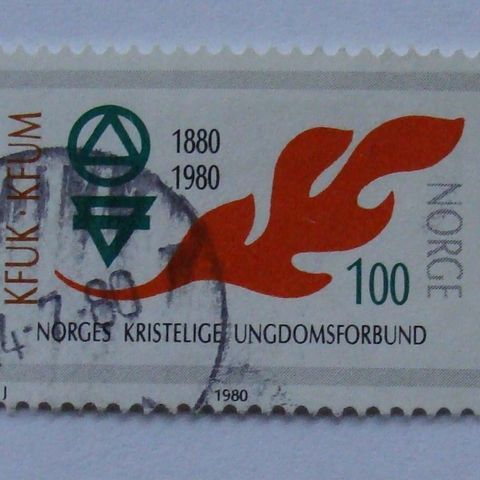 KFUK · KFUM
1880
1980
NORGE
100
NORGES KRISTELIGE UNGDOMSFORBUND
1980